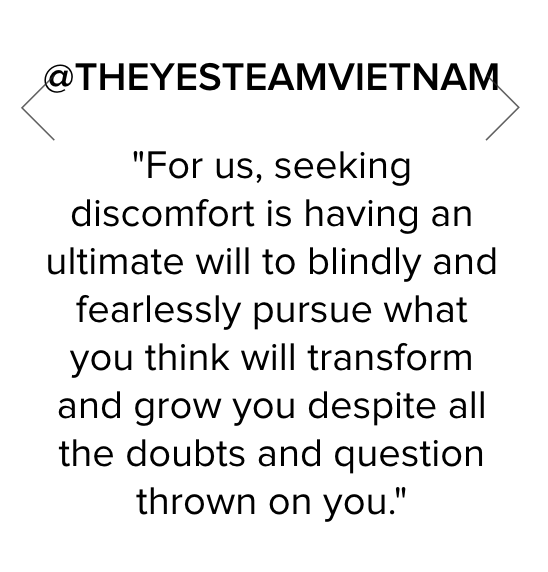 @THEYESTEAMVIETNAM
"For us, seeking
discomfort is having an
ultimate will to blindly and
fearlessly pursue what
you think will transform
and grow you despite all
the doubts and question
thrown on you."